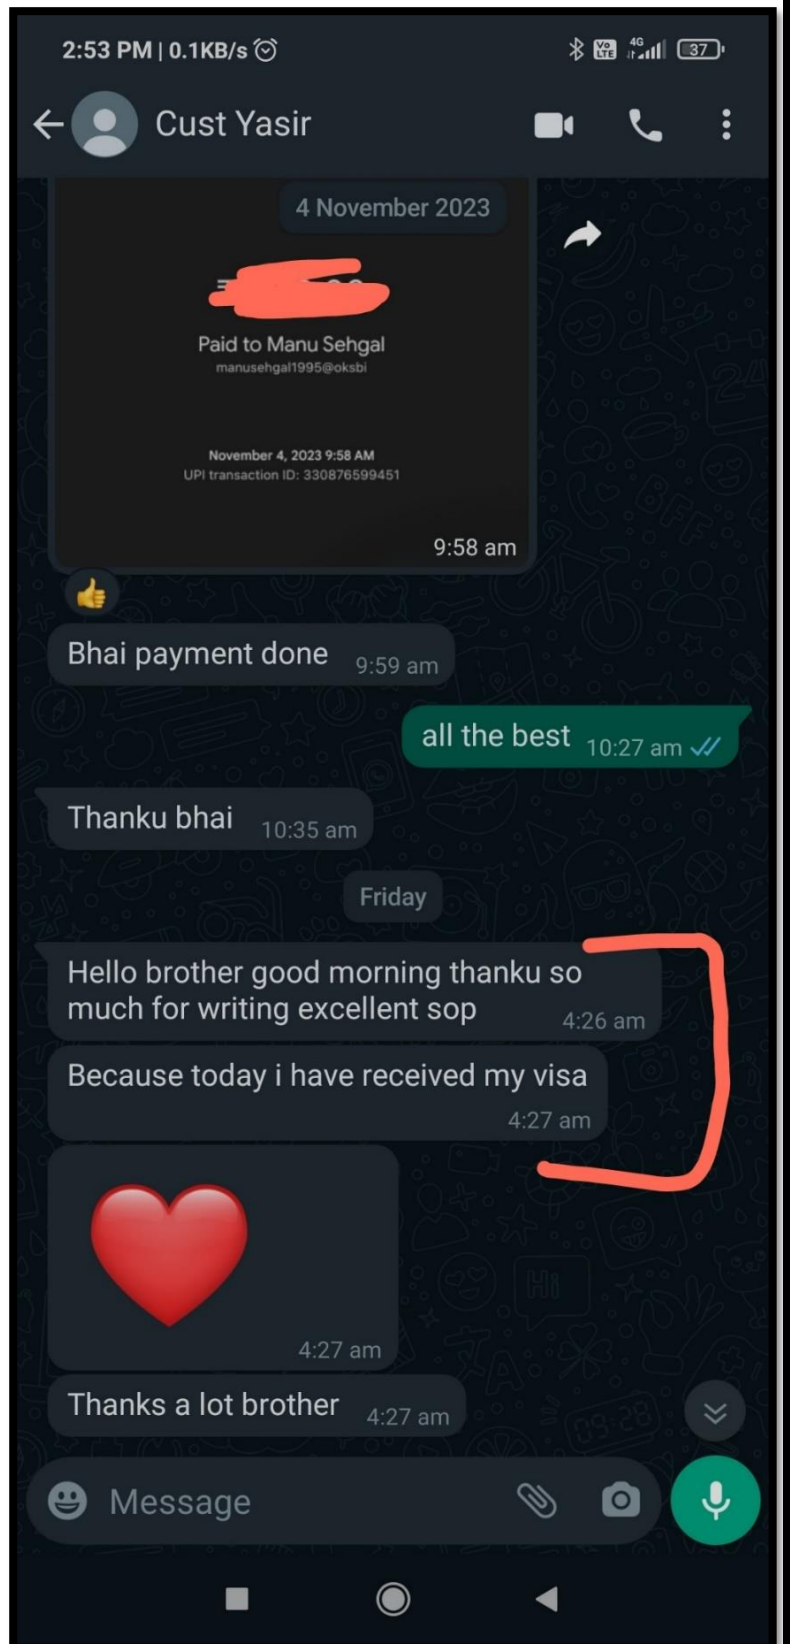 2:53 PM | 0.1KB/s
Vo LTE 4G 37
Cust Yasir
4 November 2023
Paid to Manu Sehgal
manusehgal1995@oksbi
November 4, 2023 9:58 AM
UPI transaction ID: 330876599451
9:58 am
Bhai payment done 9:59 am
all the best 10:27 am
Thanku bhai 10:35 am
Friday
Hello brother good morning thanku so
much for writing excellent sop 4:26 am
Because today i have received my visa
4:27 am
4:27 am
Thanks a lot brother 4:27 am
Message